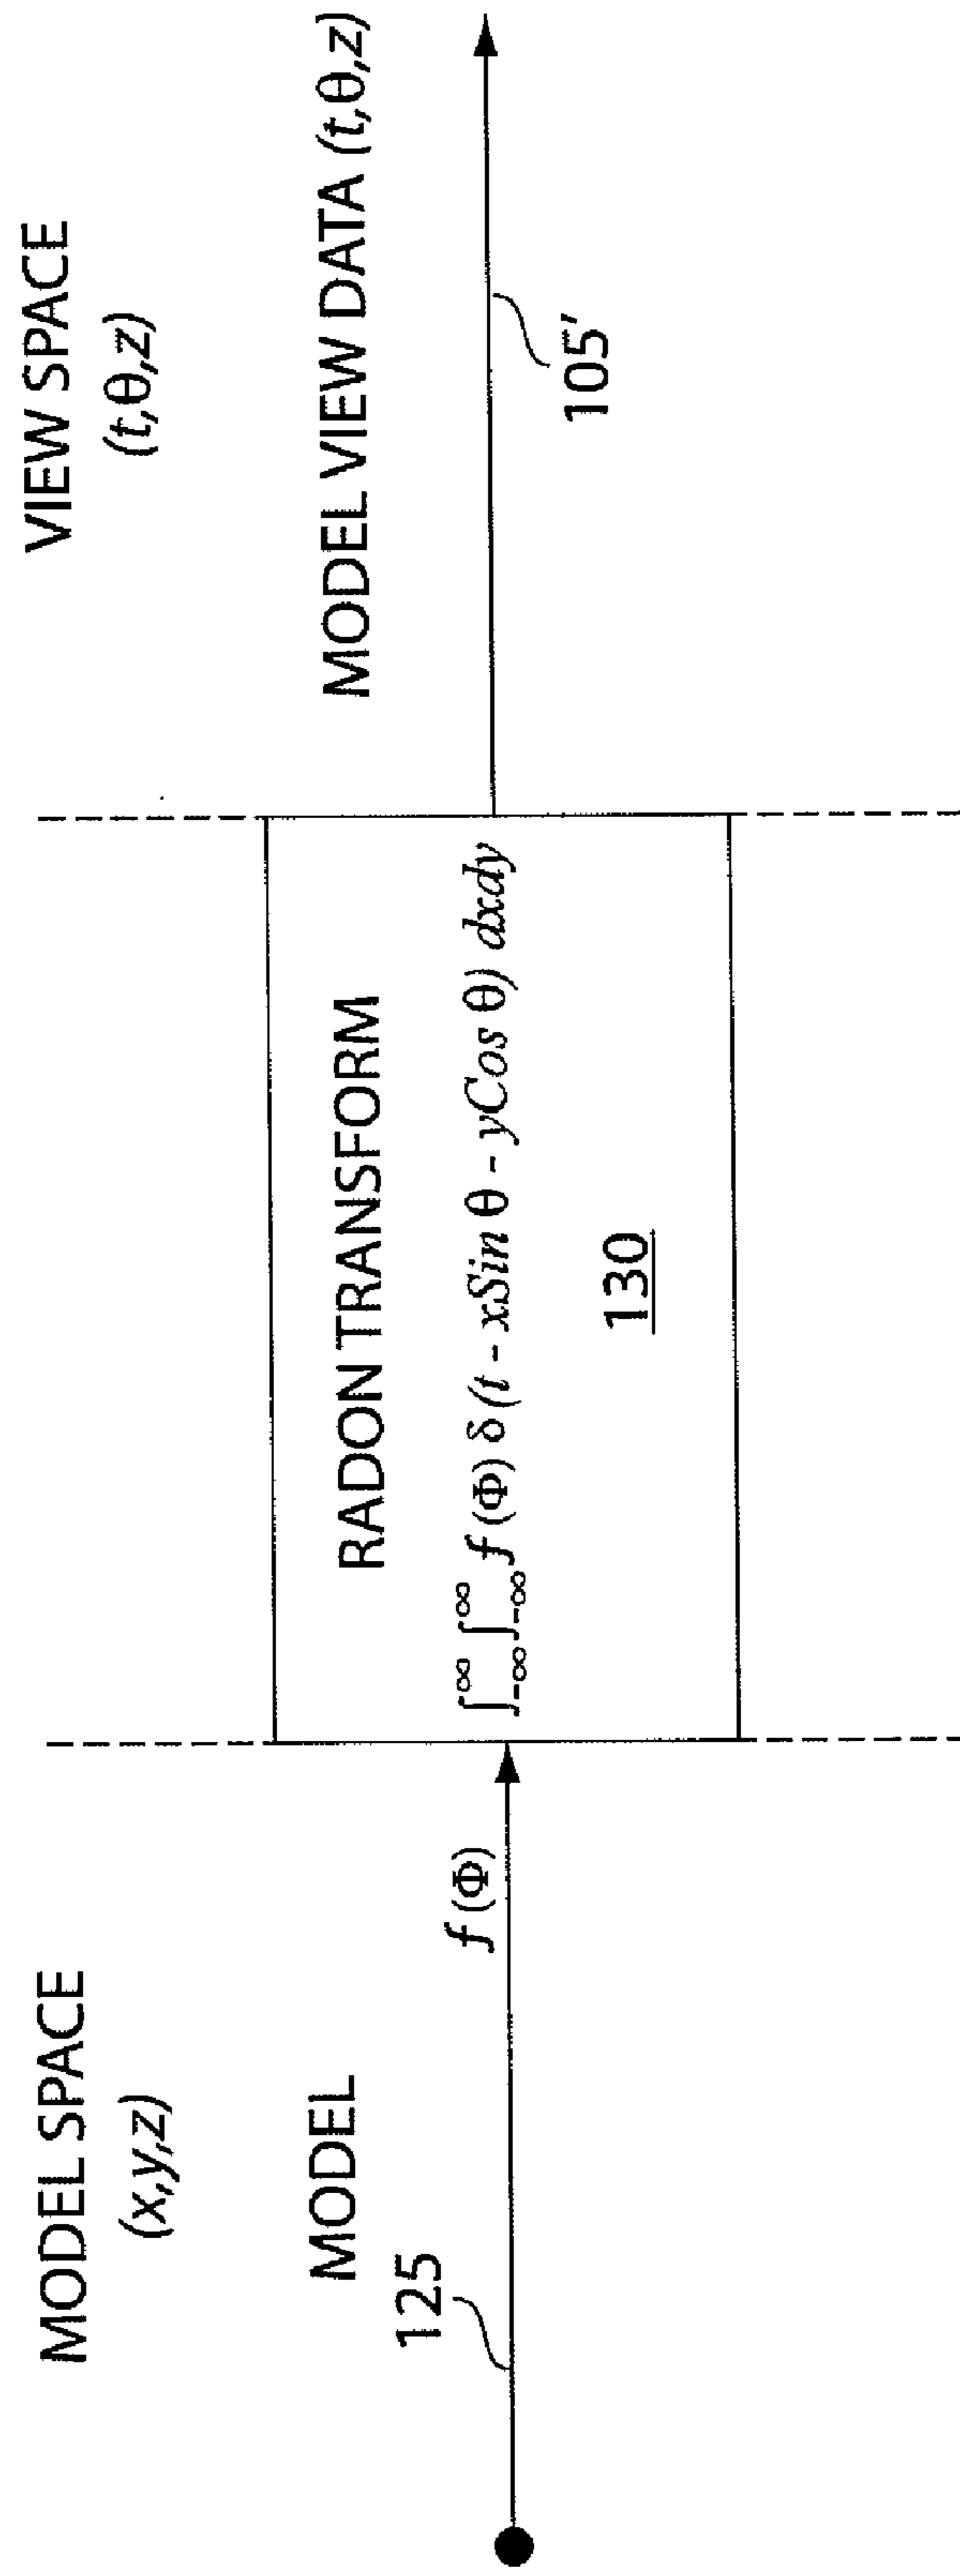 MODEL SPACE
(x,y,z)
MODEL
125
f (Φ)
RADON TRANSFORM
∫_{-∞}^{∞} ∫_{-∞}^{∞} f (Φ) δ (t - xSin θ - yCos θ) dxdy
130
VIEW SPACE
(t,θ,z)
MODEL VIEW DATA (t,θ,z)
105'